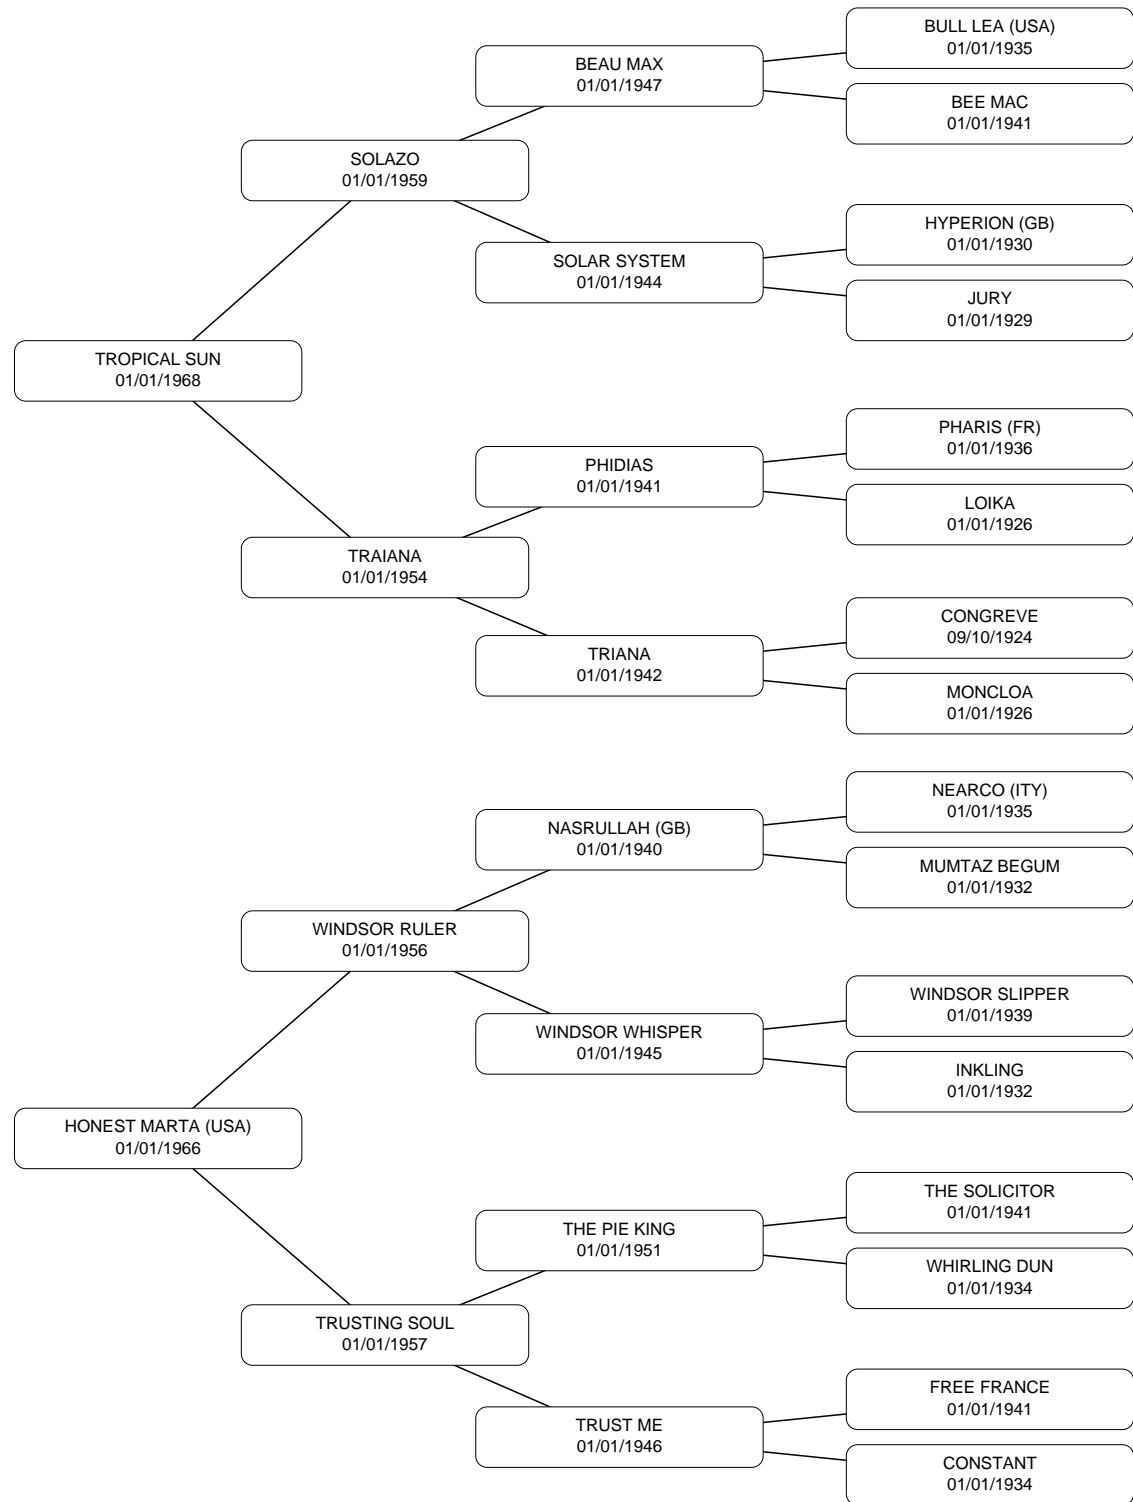 BULL LEA (USA)
01/01/1935
BEAU MAX
01/01/1947
BEE MAC
01/01/1941
SOLAZO
01/01/1959
HYPERION (GB)
01/01/1930
SOLAR SYSTEM
01/01/1944
JURY
01/01/1929
TROPICAL SUN
01/01/1968
PHARIS (FR)
01/01/1936
PHIDIAS
01/01/1941
LOIKA
01/01/1926
TRAIANA
01/01/1954
CONGREVE
09/10/1924
TRIANA
01/01/1942
MONCLOA
01/01/1926
NEARCO (ITY)
01/01/1935
NASRULLAH (GB)
01/01/1940
MUMTAZ BEGUM
01/01/1932
WINDSOR RULER
01/01/1956
WINDSOR SLIPPER
01/01/1939
WINDSOR WHISPER
01/01/1945
INKLING
01/01/1932
HONEST MARTA (USA)
01/01/1966
THE SOLICITOR
01/01/1941
THE PIE KING
01/01/1951
WHIRLING DUN
01/01/1934
TRUSTING SOUL
01/01/1957
FREE FRANCE
01/01/1941
TRUST ME
01/01/1946
CONSTANT
01/01/1934